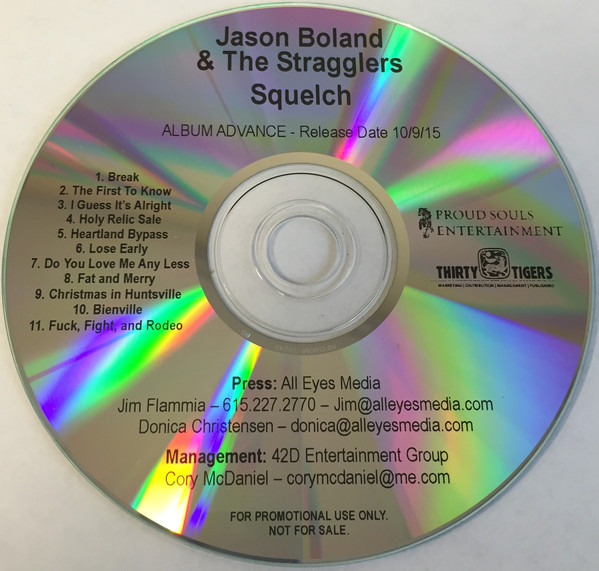 Jason Boland
& The Stragglers
Squelch
ALBUM ADVANCE - Release Date 10/9/15
1. Break
2. The First To Know
3. I Guess It's Alright
4. Holy Relic Sale
5. Heartland Bypass
6. Lose Early
7. Do You Love Me Any Less
8. Fat and Merry
9. Christmas in Huntsville
10. Bienville
11. Fuck, Fight, and Rodeo
PROUD SOULS
ENTERTAINMENT
THIRTY TIGERS
MARKETING | DISTRIBUTION | MANAGEMENT | PUBLISHING
Press: All Eyes Media
Jim Flammia – 615.227.2770 – Jim@alleyesmedia.com
Donica Christensen – donica@alleyesmedia.com
Management: 42D Entertainment Group
Cory McDaniel – corymcdaniel@me.com
FOR PROMOTIONAL USE ONLY.
NOT FOR SALE.